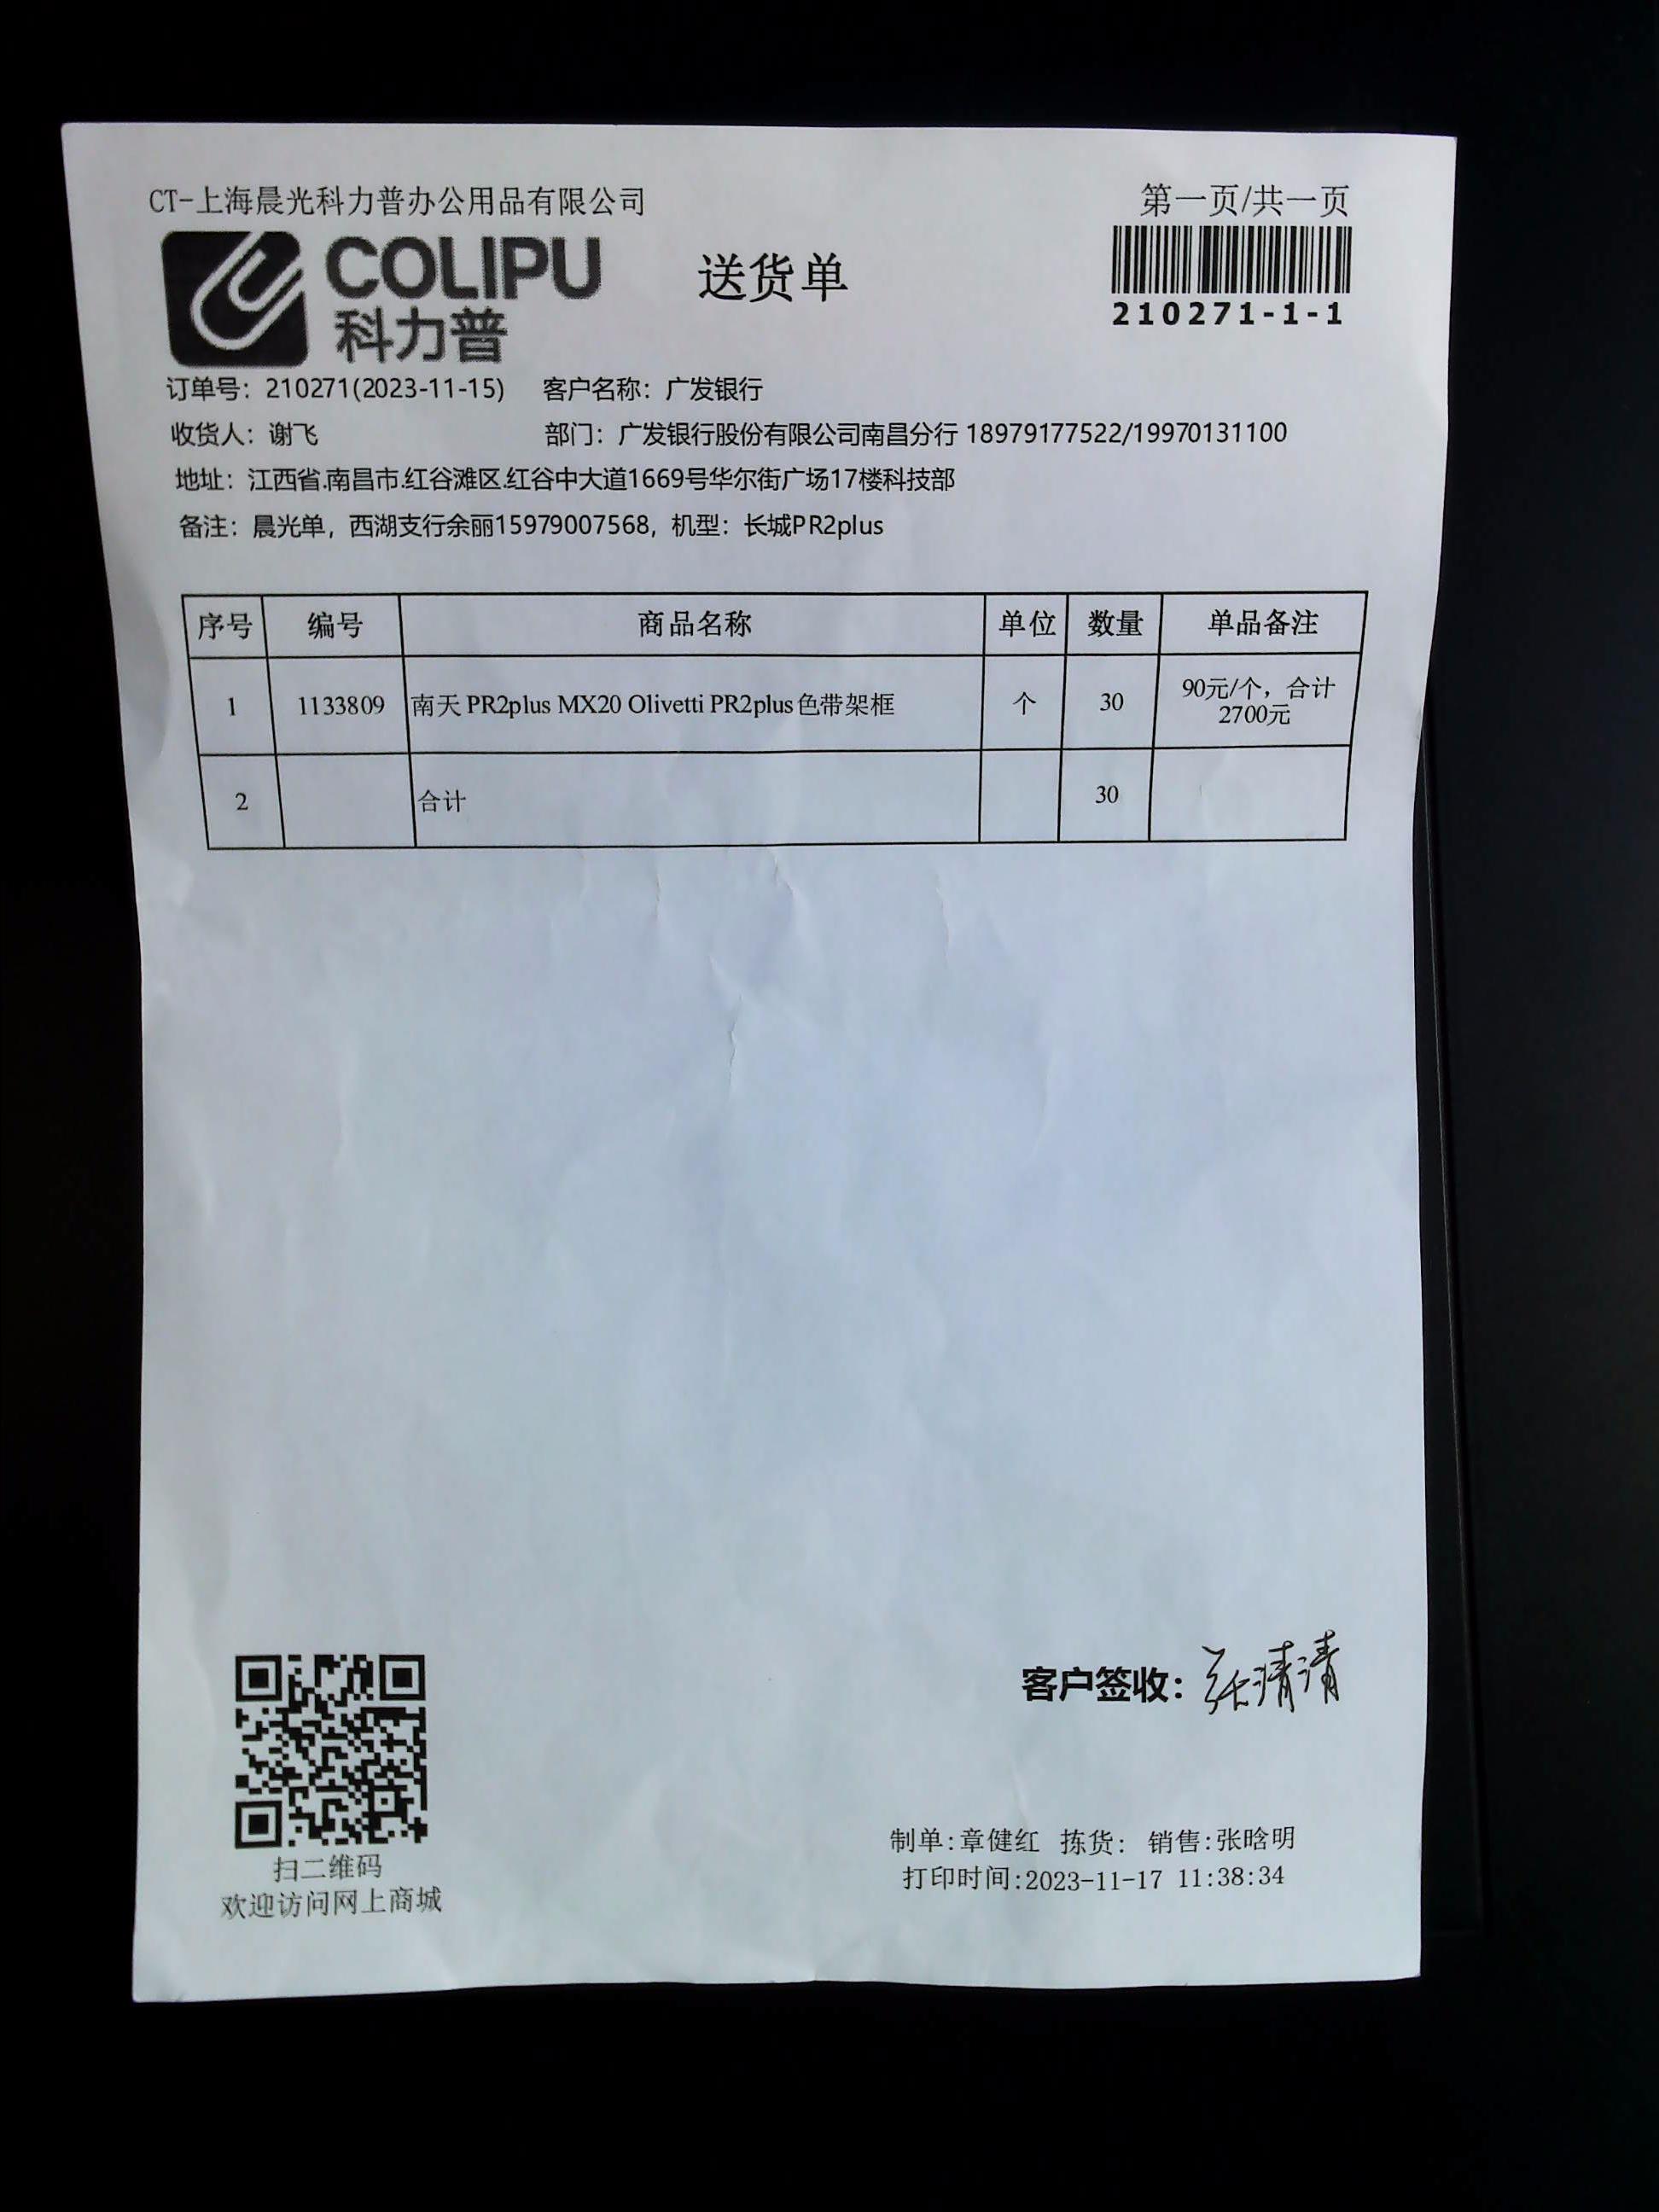 CT-上海晨光科力普办公用品有限公司
第一页/共一页
COLIPU
科力普
送货单
210271-1-1
订单号：210271(2023-11-15) 客户名称：广发银行
收货人：谢飞 部门：广发银行股份有限公司南昌分行 18979177522/19970131100
地址：江西省.南昌市.红谷滩区.红谷中大道1669号华尔街广场17楼科技部
备注：晨光单，西湖支行余丽15979007568，机型：长城PR2plus
序号 编号 商品名称 单位 数量 单品备注
1 1133809 南天 PR2plus MX20 Olivetti PR2plus 色带架框 个 30 90元/个，合计
2700元
2 合计 30
客户签收：
制单:章健红 拣货: 销售:张晗明
打印时间:2023-11-17 11:38:34
扫二维码
欢迎访问网上商城